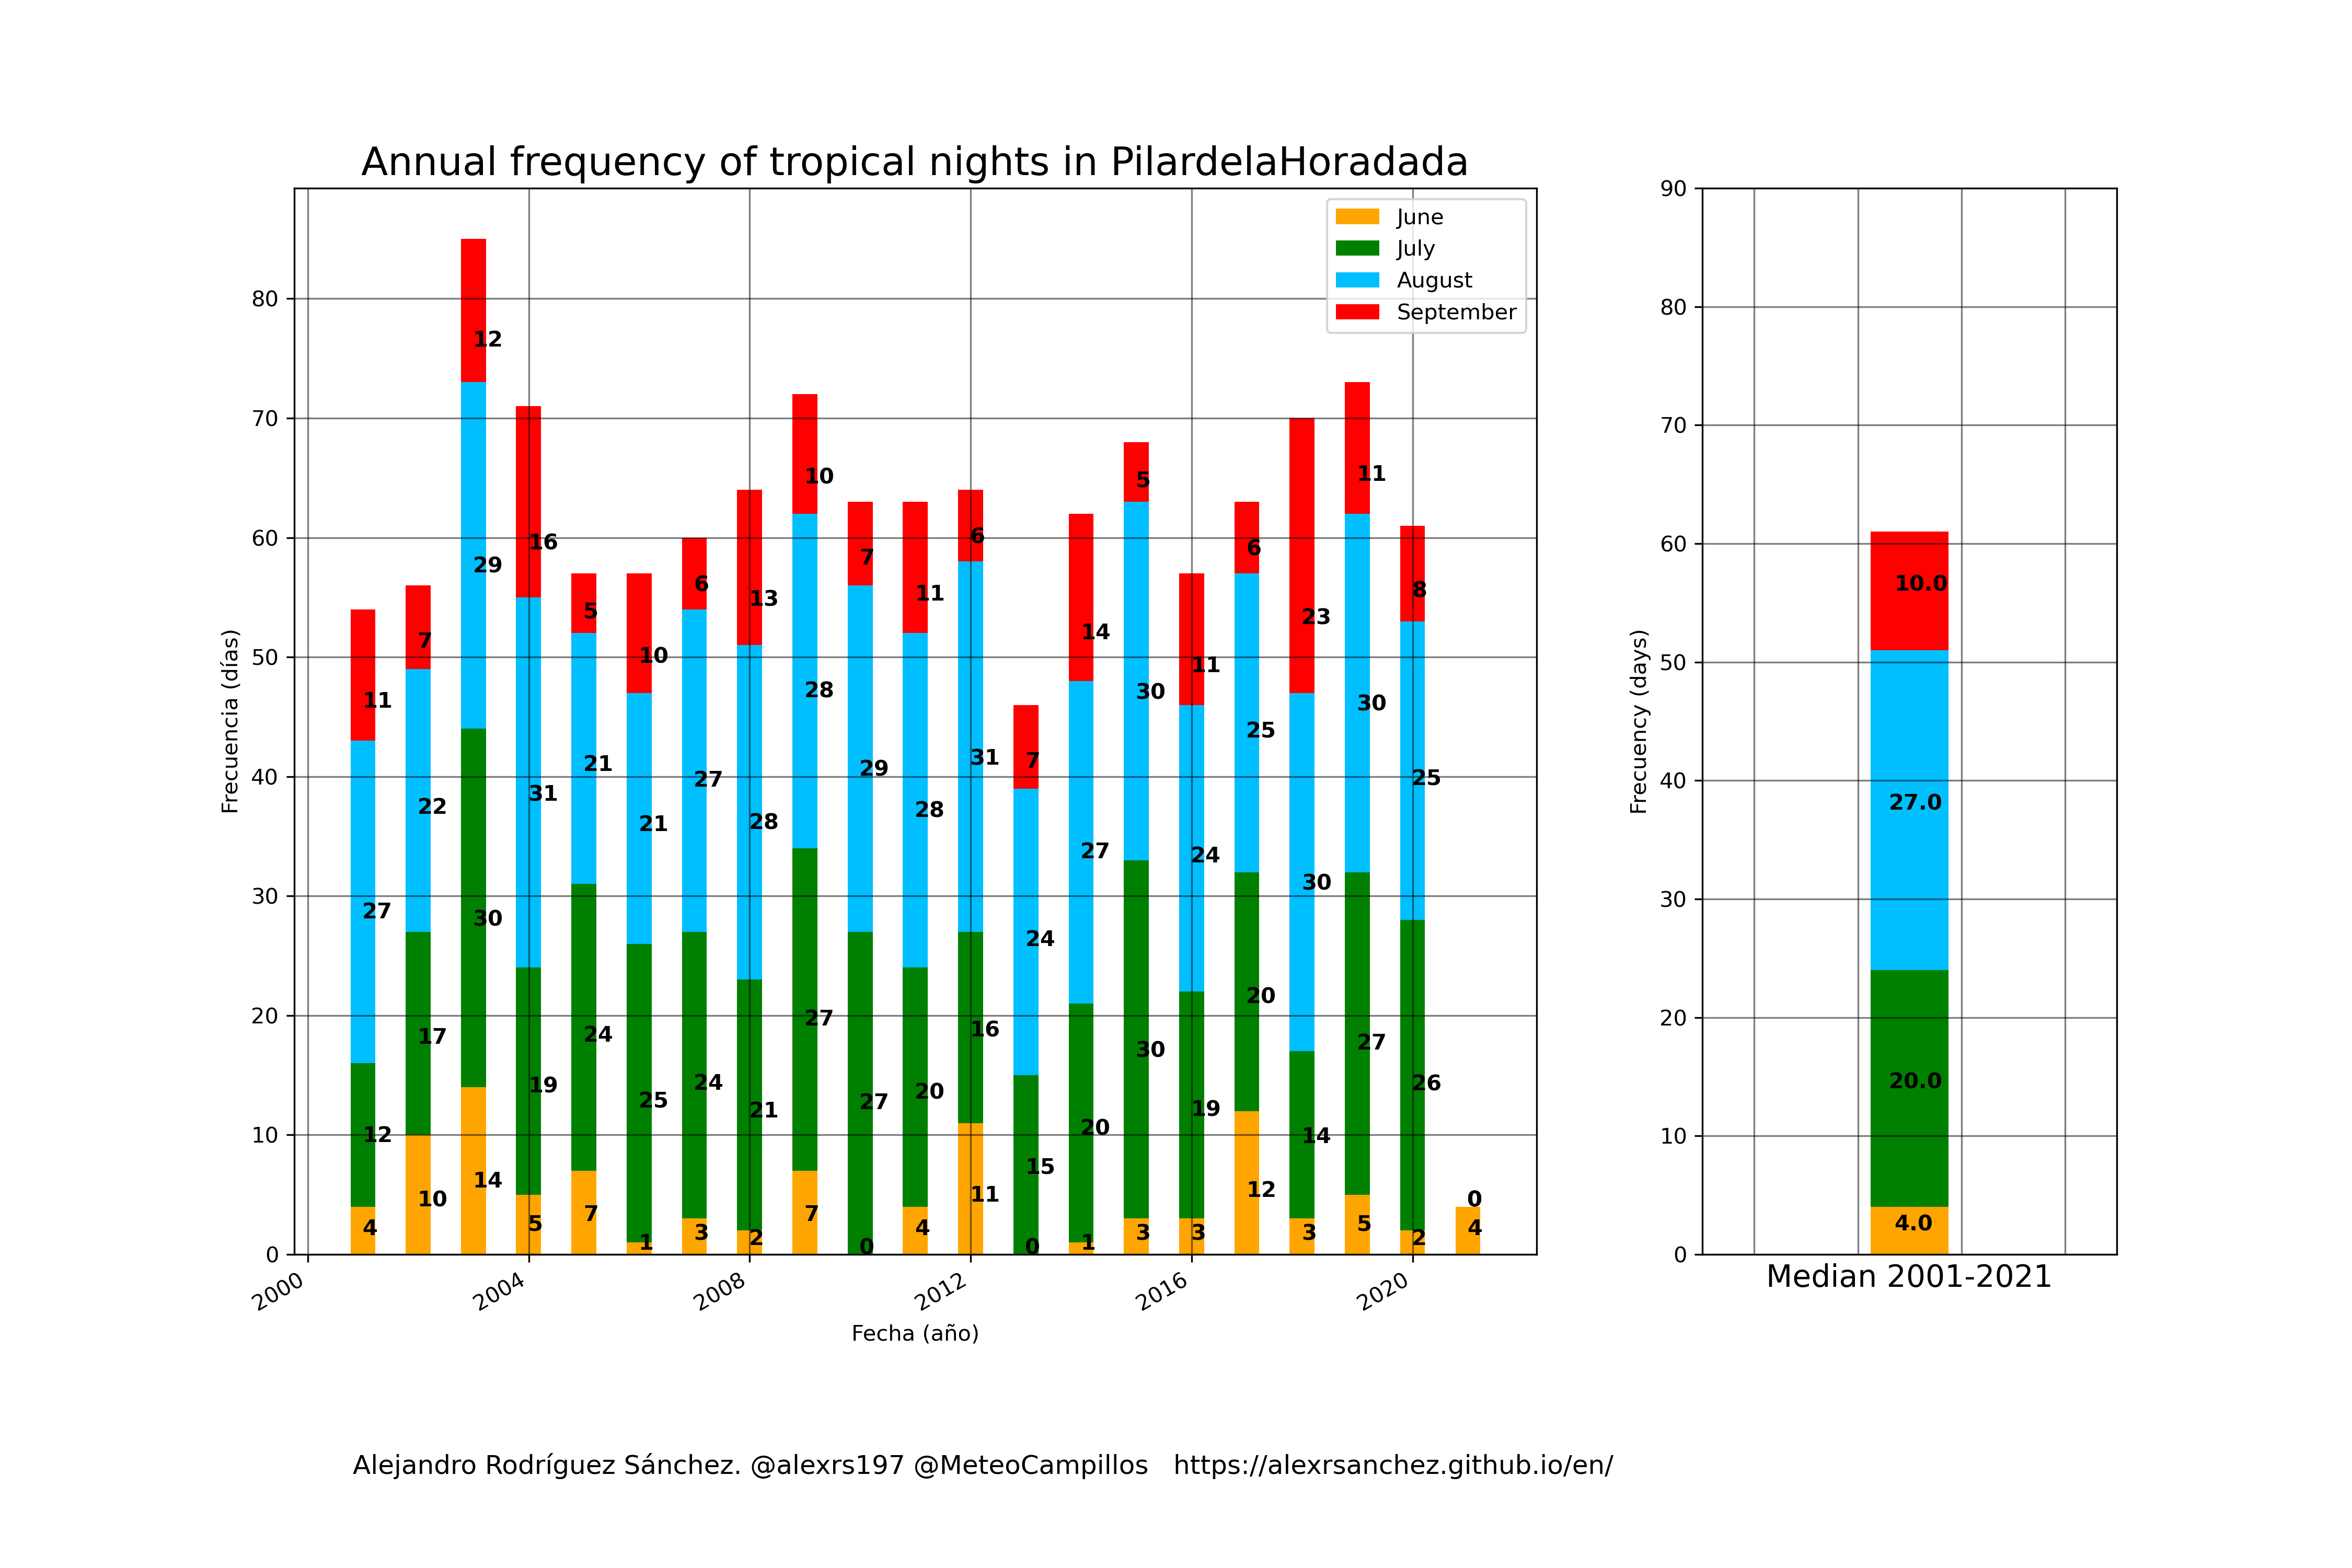 Annual frequency of tropical nights in PilardelaHoradada
June
July
August
September
Frecuencia (días)
80
70
60
50
40
30
20
10
0
11 27 12 4
7 22 17 10
12 29 30 14
16 31 19 5
5 21 24 7
10 21 25 1
6 27 24 3
13 28 21 2
10 28 27 7
7 29 27 0
11 28 20 4
6 31 16 11
7 24 15 0
14 27 20 1
5 30 30 3
11 24 19 3
6 25 20 12
23 30 14 3
11 30 27 5
8 25 26 2
0 4
2000 2004 2008 2012 2016 2020
Fecha (año)
Frecuency (days)
90
80
70
60
50
40
30
20
10
0
10.0
27.0
20.0
4.0
Median 2001-2021
Alejandro Rodríguez Sánchez. @alexrs197 @MeteoCampillos https://alexrsanchez.github.io/en/